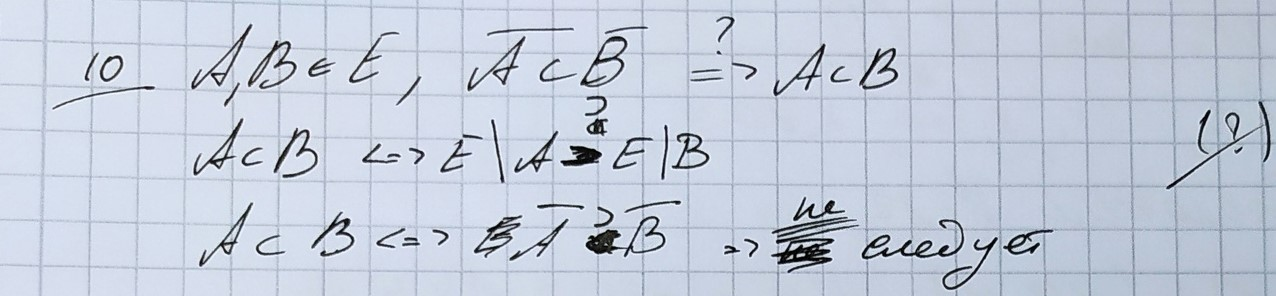 10 A, B ∈ E, A̅ ⊂ B̅ ?⇒ A ⊂ B
A ⊂ B <=> E \ A ⊃ E | B
A ⊂ B <=> A̅ ⊃ B̅ => не следует
(?)